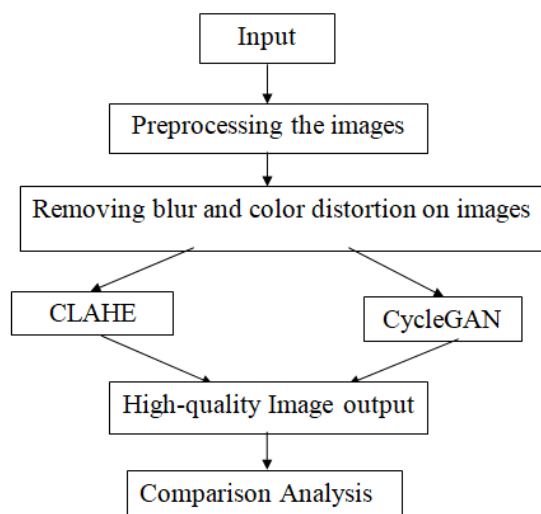 Input
Preprocessing the images
Removing blur and color distortion on images
CLAHE
CycleGAN
High-quality Image output
Comparison Analysis